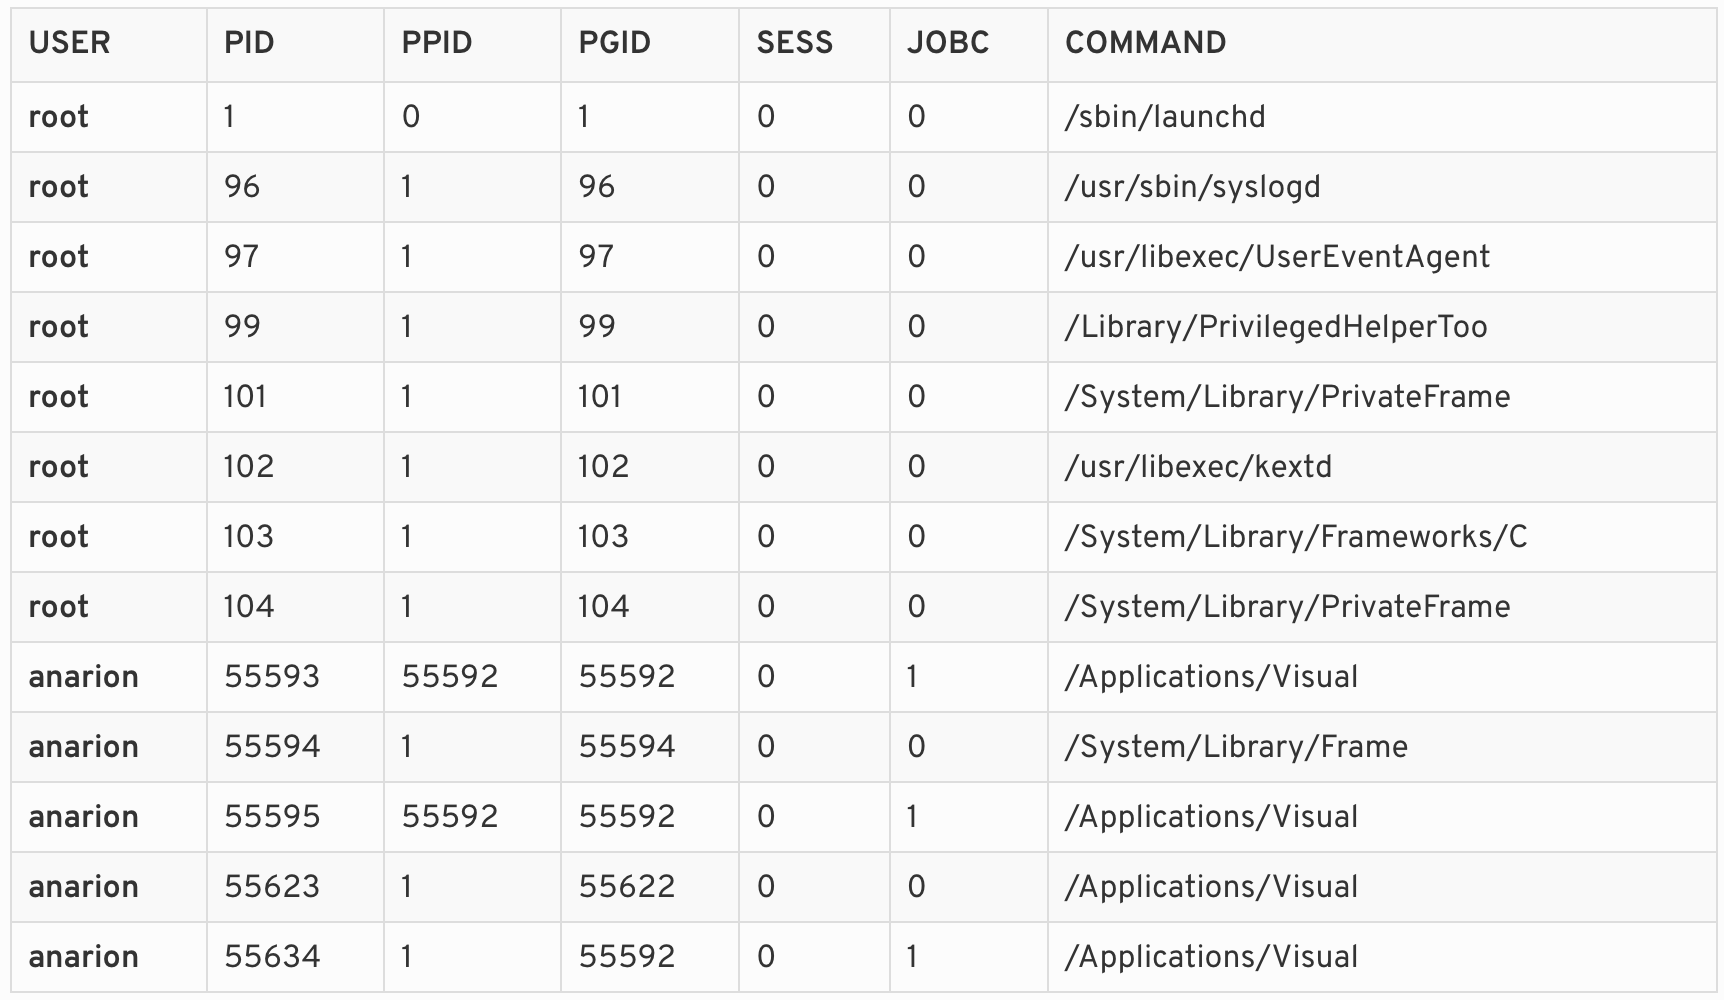 USER PID PPID PGID SESS JOBC COMMAND
root 1 0 1 0 0 /sbin/launchd
root 96 1 96 0 0 /usr/sbin/syslogd
root 97 1 97 0 0 /usr/libexec/UserEventAgent
root 99 1 99 0 0 /Library/PrivilegedHelperToo
root 101 1 101 0 0 /System/Library/PrivateFrame
root 102 1 102 0 0 /usr/libexec/kextd
root 103 1 103 0 0 /System/Library/Frameworks/C
root 104 1 104 0 0 /System/Library/PrivateFrame
anarion 55593 55592 55592 0 1 /Applications/Visual
anarion 55594 1 55594 0 0 /System/Library/Frame
anarion 55595 55592 55592 0 1 /Applications/Visual
anarion 55623 1 55622 0 0 /Applications/Visual
anarion 55634 1 55592 0 1 /Applications/Visual